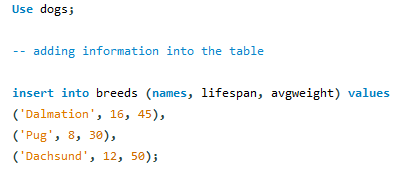 Use dogs;
-- adding information into the table
insert into breeds (names, lifespan, avgweight) values
('Dalmation', 16, 45),
('Pug', 8, 30),
('Dachsund', 12, 50);